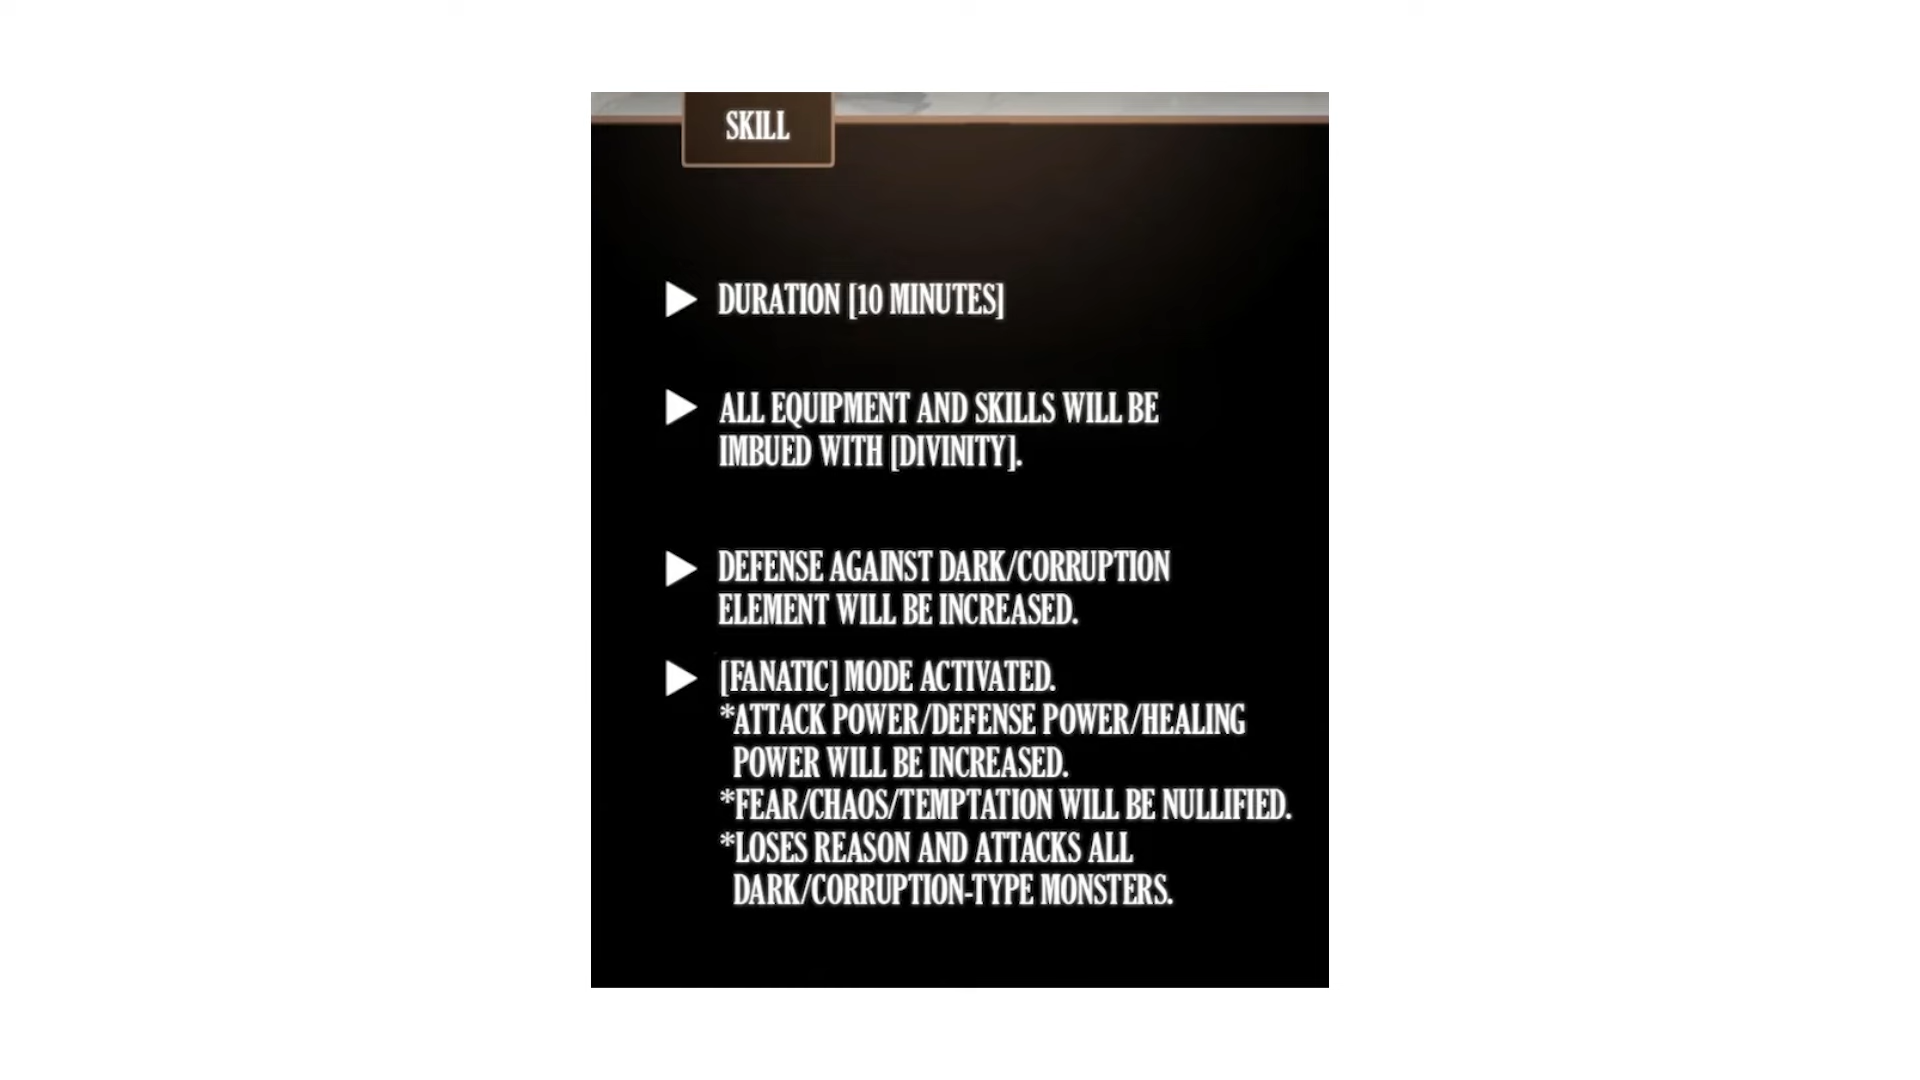 SKILL
DURATION [10 MINUTES]
ALL EQUIPMENT AND SKILLS WILL BE
IMBUED WITH [DIVINITY].
DEFENSE AGAINST DARK/CORRUPTION
ELEMENT WILL BE INCREASED.
[FANATIC] MODE ACTIVATED.
*ATTACK POWER/DEFENSE POWER/HEALING
POWER WILL BE INCREASED.
*FEAR/CHAOS/TEMPTATION WILL BE NULLIFIED.
*LOSES REASON AND ATTACKS ALL
DARK/CORRUPTION-TYPE MONSTERS.